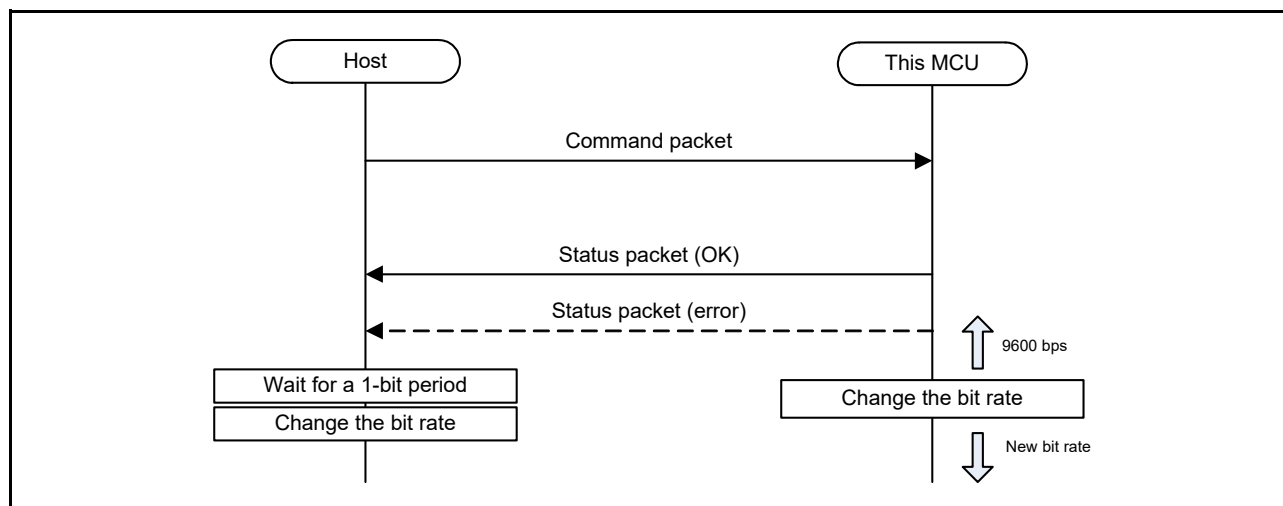 Host
This MCU
Command packet
Status packet (OK)
Status packet (error)
9600 bps
Wait for a 1-bit period
Change the bit rate
Change the bit rate
New bit rate